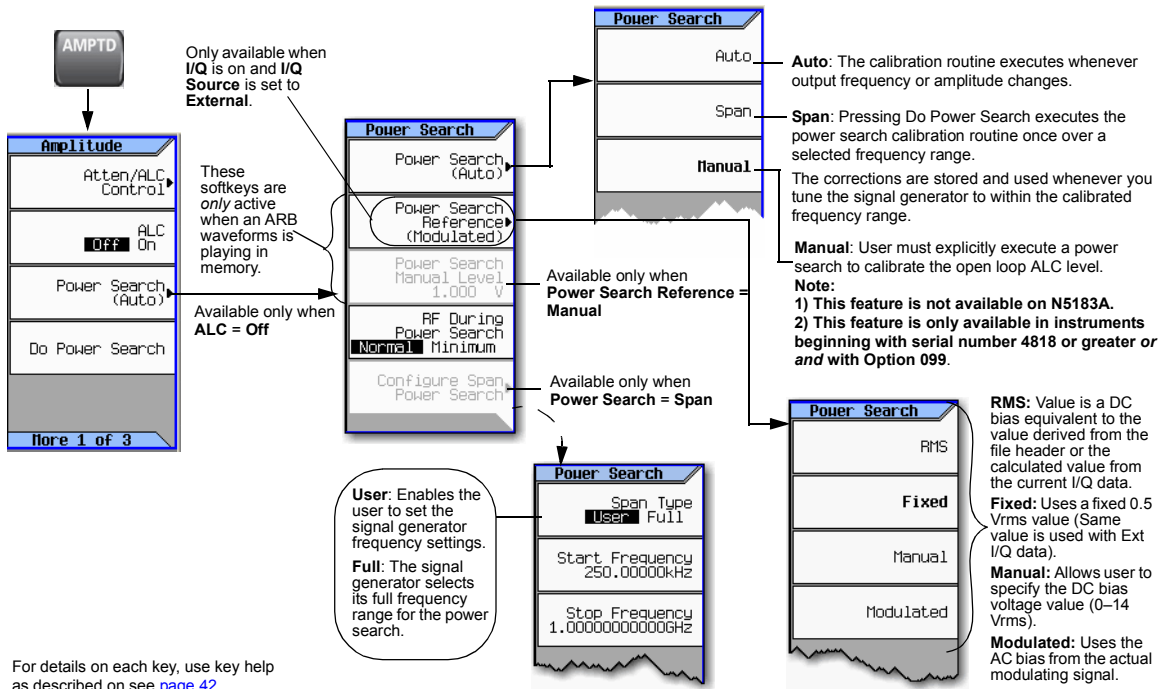 AMPTD
Amplitude
Atten/ALC
Control
ALC
Off On
Power Search
(Auto)
Do Power Search
More 1 of 3
Only available when
I/Q is on and I/Q
Source is set to
External.
These
softkeys are
only active
when an ARB
waveforms is
playing in
memory.
Available only when
ALC = Off
Power Search
Power Search
(Auto)
Power Search
Reference
(Modulated)
Power Search
Manual Level
1.000 V
RF During
Power Search
Normal Minimum
Configure Span
Power Search
Available only when
Power Search Reference =
Manual
Available only when
Power Search = Span
Power Search
Auto
Span
Manual
Auto: The calibration routine executes whenever
output frequency or amplitude changes.
Span: Pressing Do Power Search executes the
power search calibration routine once over a
selected frequency range.
The corrections are stored and used whenever you
tune the signal generator to within the calibrated
frequency range.
Manual: User must explicitly execute a power
search to calibrate the open loop ALC level.
Note:
1) This feature is not available on N5183A.
2) This feature is only available in instruments
beginning with serial number 4818 or greater or
and with Option 099.
User: Enables the
user to set the
signal generator
frequency settings.
Full: The signal
generator selects
its full frequency
range for the power
search.
Power Search
Span Type
User Full
Start Frequency
250.00000kHz
Stop Frequency
1.00000000000GHz
Power Search
RMS
Fixed
Manual
Modulated
RMS: Value is a DC
bias equivalent to the
value derived from the
file header or the
calculated value from
the current I/Q data.
Fixed: Uses a fixed 0.5
Vrms value (Same
value is used with Ext
I/Q data).
Manual: Allows user to
specify the DC bias
voltage value (0–14
Vrms).
Modulated: Uses the
AC bias from the actual
modulating signal.
For details on each key, use key help
as described on see page 42.